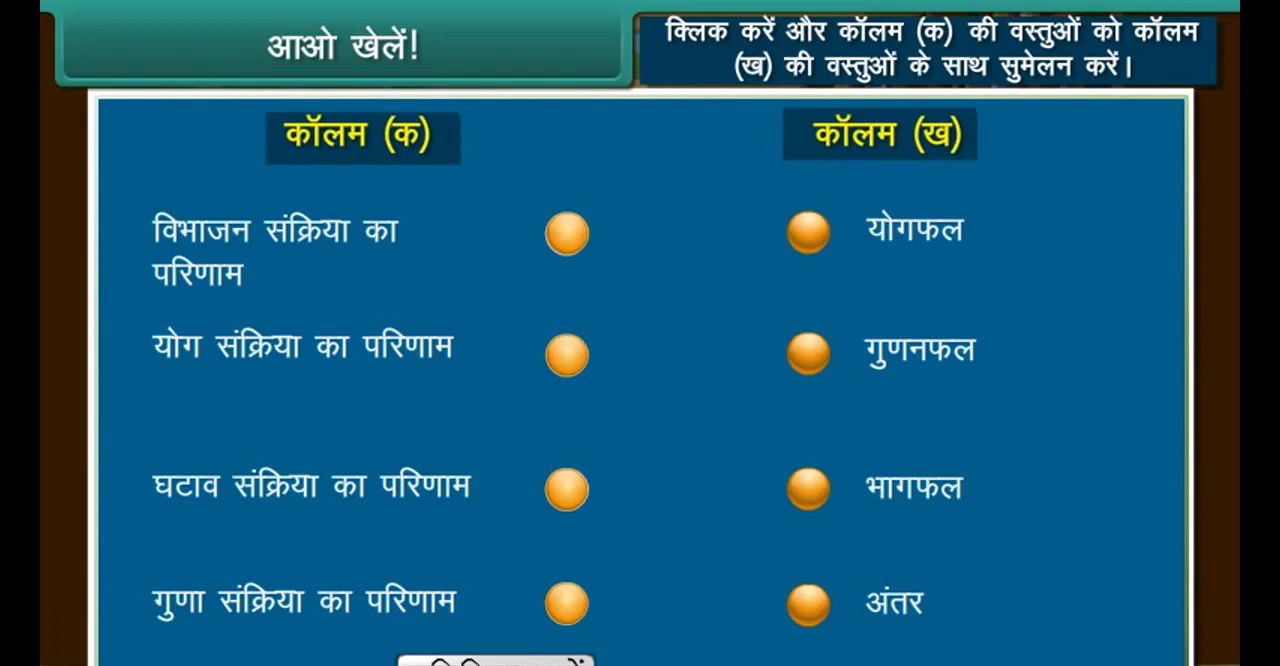 आओ खेलें!
क्लिक करें और कॉलम (क) की वस्तुओं को कॉलम
(ख) की वस्तुओं के साथ सुमेलन करें।
कॉलम (क)
कॉलम (ख)
विभाजन संक्रिया का
परिणाम
योगफल
योग संक्रिया का परिणाम
गुणनफल
घटाव संक्रिया का परिणाम
भागफल
गुणा संक्रिया का परिणाम
अंतर